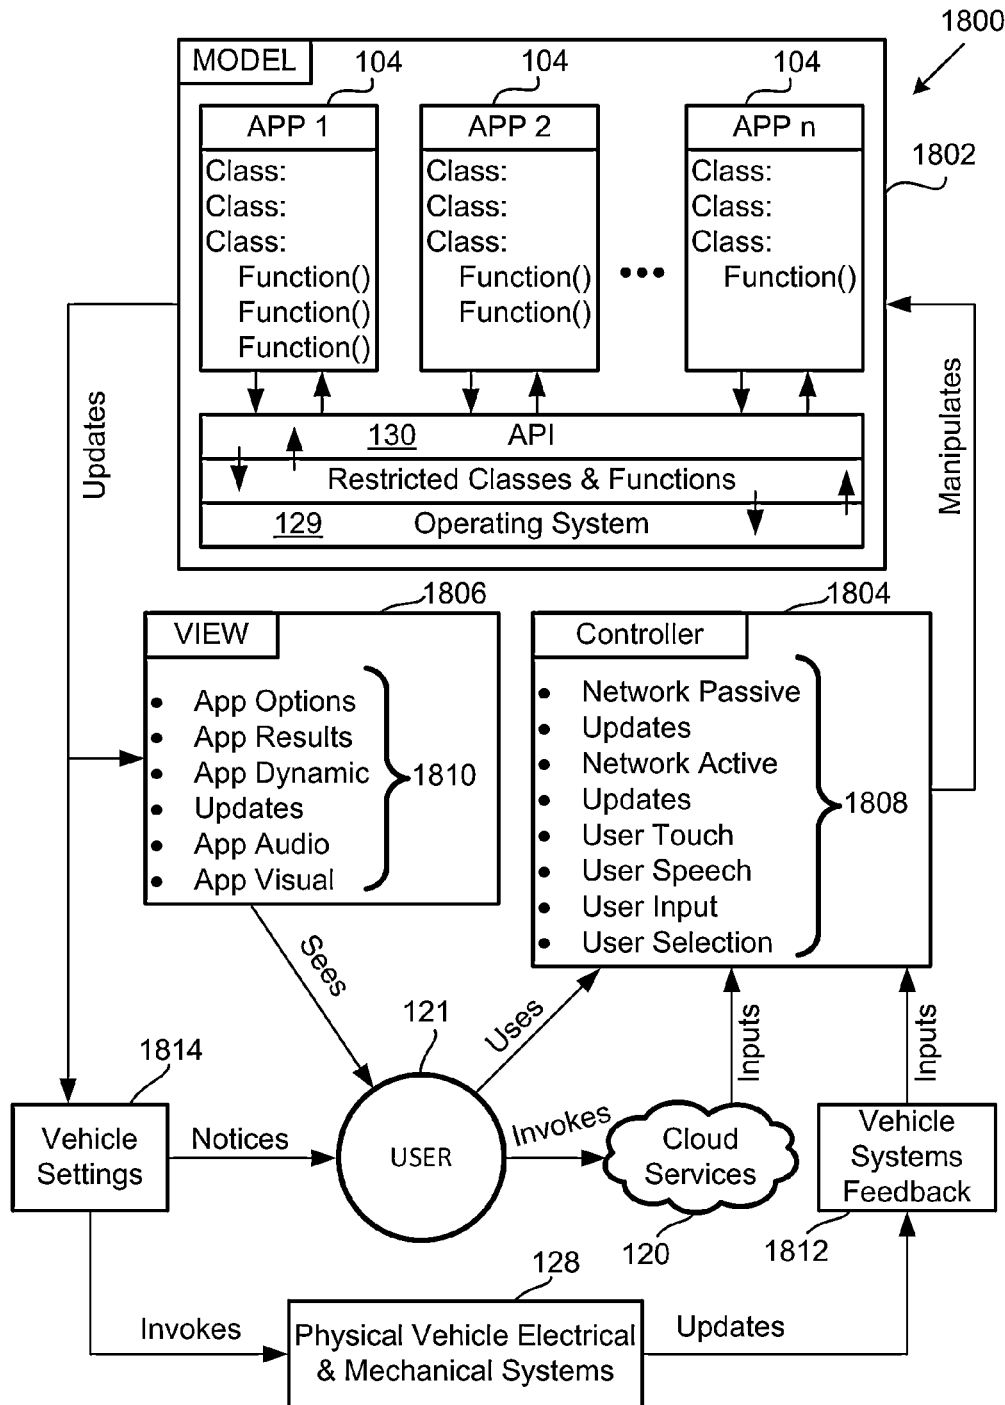 1800
MODEL
104
104
104
1802
APP 1
APP 2
APP n
Class:
Class:
Class:
Function()
Function()
Function()
Class:
Class:
Class:
Function()
Function()
•••
Class:
Class:
Class:
Function()
130 API
Restricted Classes & Functions
129 Operating System
Updates
Manipulates
1806
1804
VIEW
• App Options
• App Results
• App Dynamic
• Updates
• App Audio
• App Visual
1810
Controller
• Network Passive
• Updates
• Network Active
• Updates
• User Touch
• User Speech
• User Input
• User Selection
1808
Sees
Uses
Inputs
Inputs
1814
121
Vehicle
Settings
Notices
USER
Invokes
Cloud
Services
Vehicle
Systems
Feedback
120
1812
128
Invokes
Physical Vehicle Electrical
& Mechanical Systems
Updates